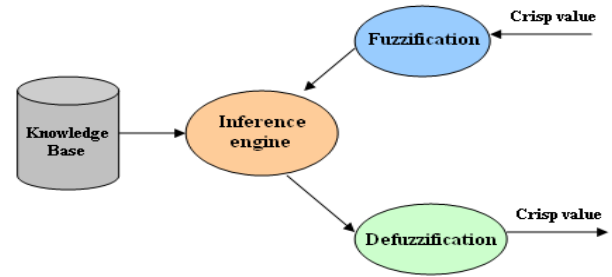 Crisp value
Fuzzification
Inference
engine
Knowledge
Base
Crisp value
Defuzzification